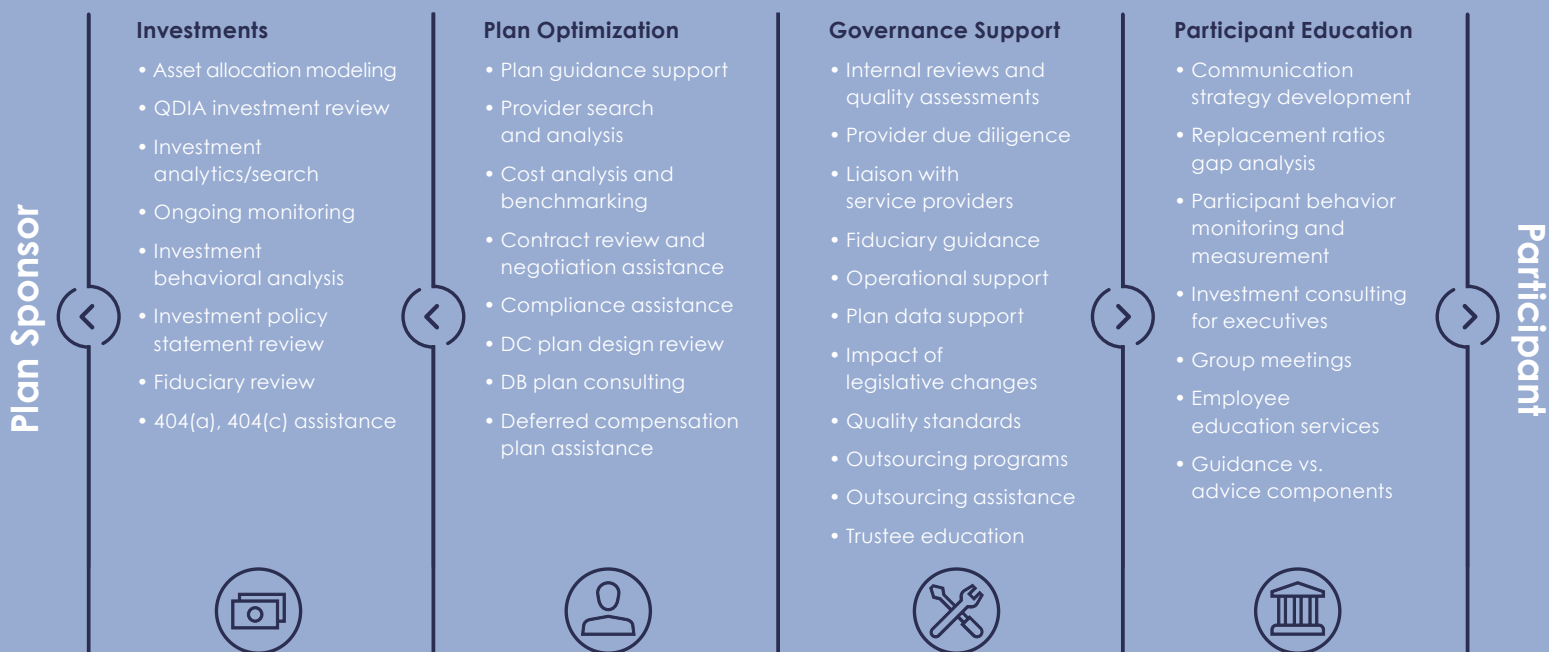 Plan Sponsor
Investments
• Asset allocation modeling
• QDIA investment review
• Investment
analytics/search
• Ongoing monitoring
• Investment
behavioral analysis
• Investment policy
statement review
• Fiduciary review
• 404(a), 404(c) assistance
Plan Optimization
• Plan guidance support
• Provider search
and analysis
• Cost analysis and
benchmarking
• Contract review and
negotiation assistance
• Compliance assistance
• DC plan design review
• DB plan consulting
• Deferred compensation
plan assistance
Governance Support
• Internal reviews and
quality assessments
• Provider due diligence
• Liaison with
service providers
• Fiduciary guidance
• Operational support
• Plan data support
• Impact of
legislative changes
• Quality standards
• Outsourcing programs
• Outsourcing assistance
• Trustee education
Participant Education
• Communication
strategy development
• Replacement ratios
gap analysis
• Participant behavior
monitoring and
measurement
• Investment consulting
for executives
• Group meetings
• Employee
education services
• Guidance vs.
advice components
Participant